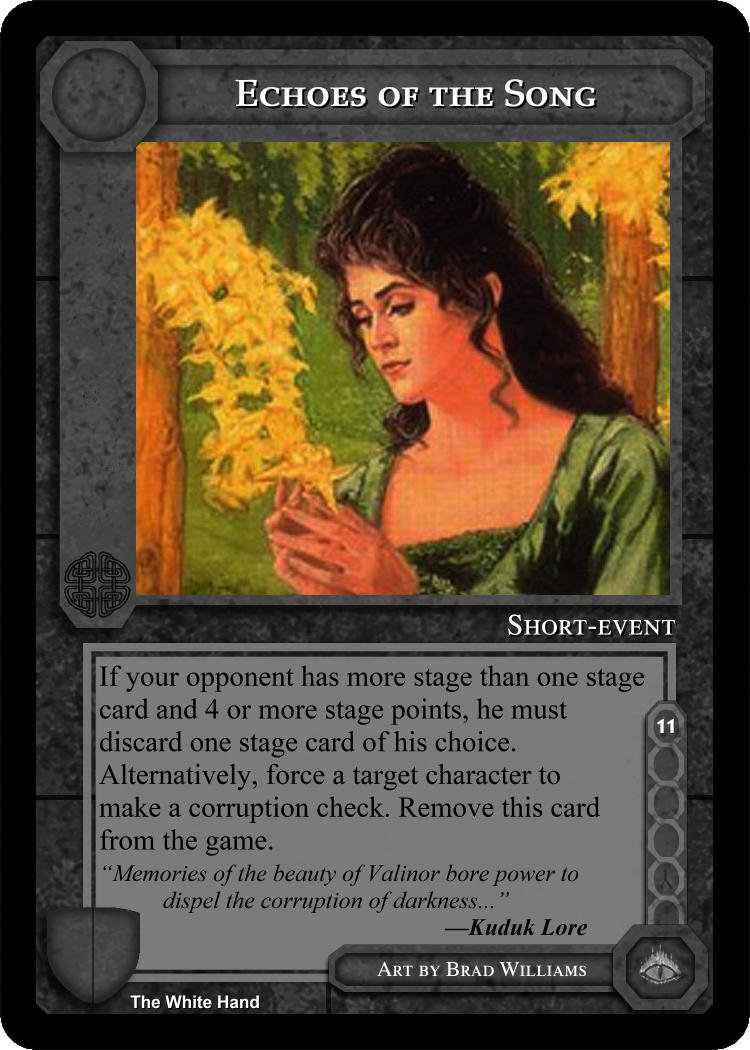 Echoes of the Song
Short-event
If your opponent has more stage than one stage
card and 4 or more stage points, he must
discard one stage card of his choice.
Alternatively, force a target character to
make a corruption check. Remove this card
from the game.
11
“Memories of the beauty of Valinor bore power to
dispel the corruption of darkness...”
—Kuduk Lore
Art by Brad Williams
The White Hand